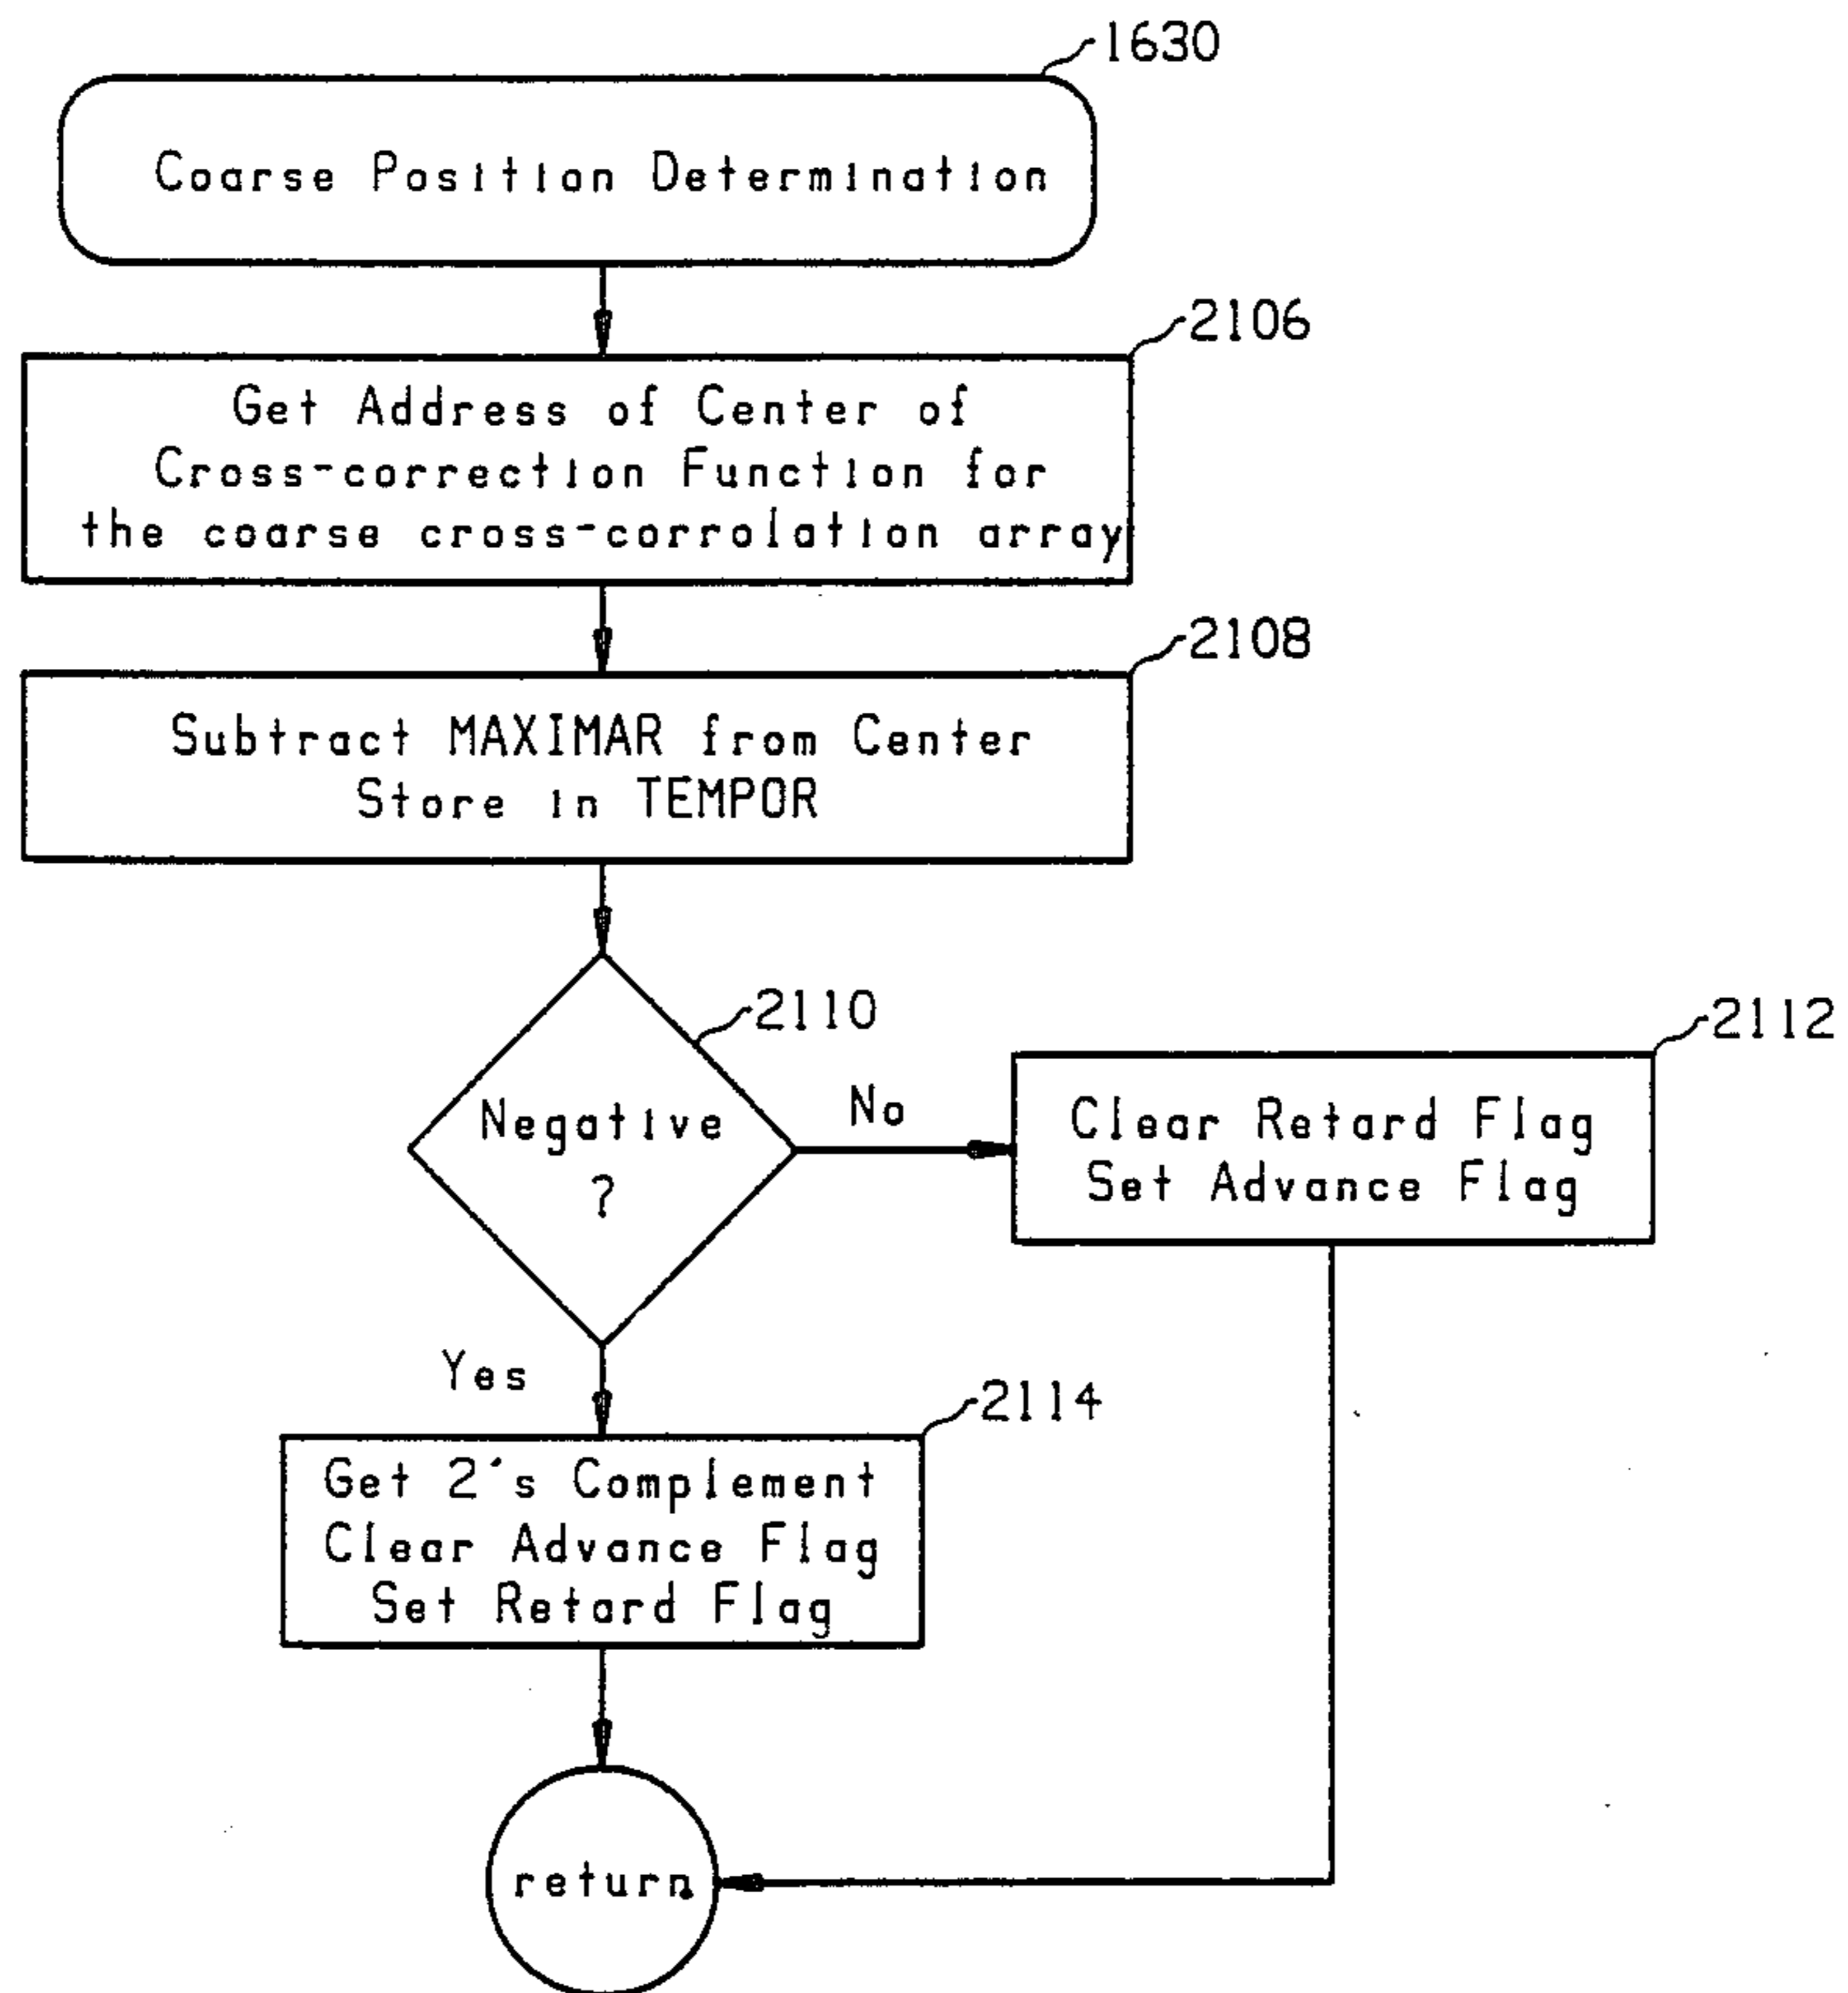 1630
Coarse Position Determination
2106
Get Address of Center of
Cross-correction Function for
the coarse cross-corrolation array
2108
Subtract MAXIMAR from Center
Store in TEMPOR
2110
Negative
?
No
2112
Clear Retard Flag
Set Advance Flag
Yes
2114
Get 2's Complement
Clear Advance Flag
Set Retard Flag
return